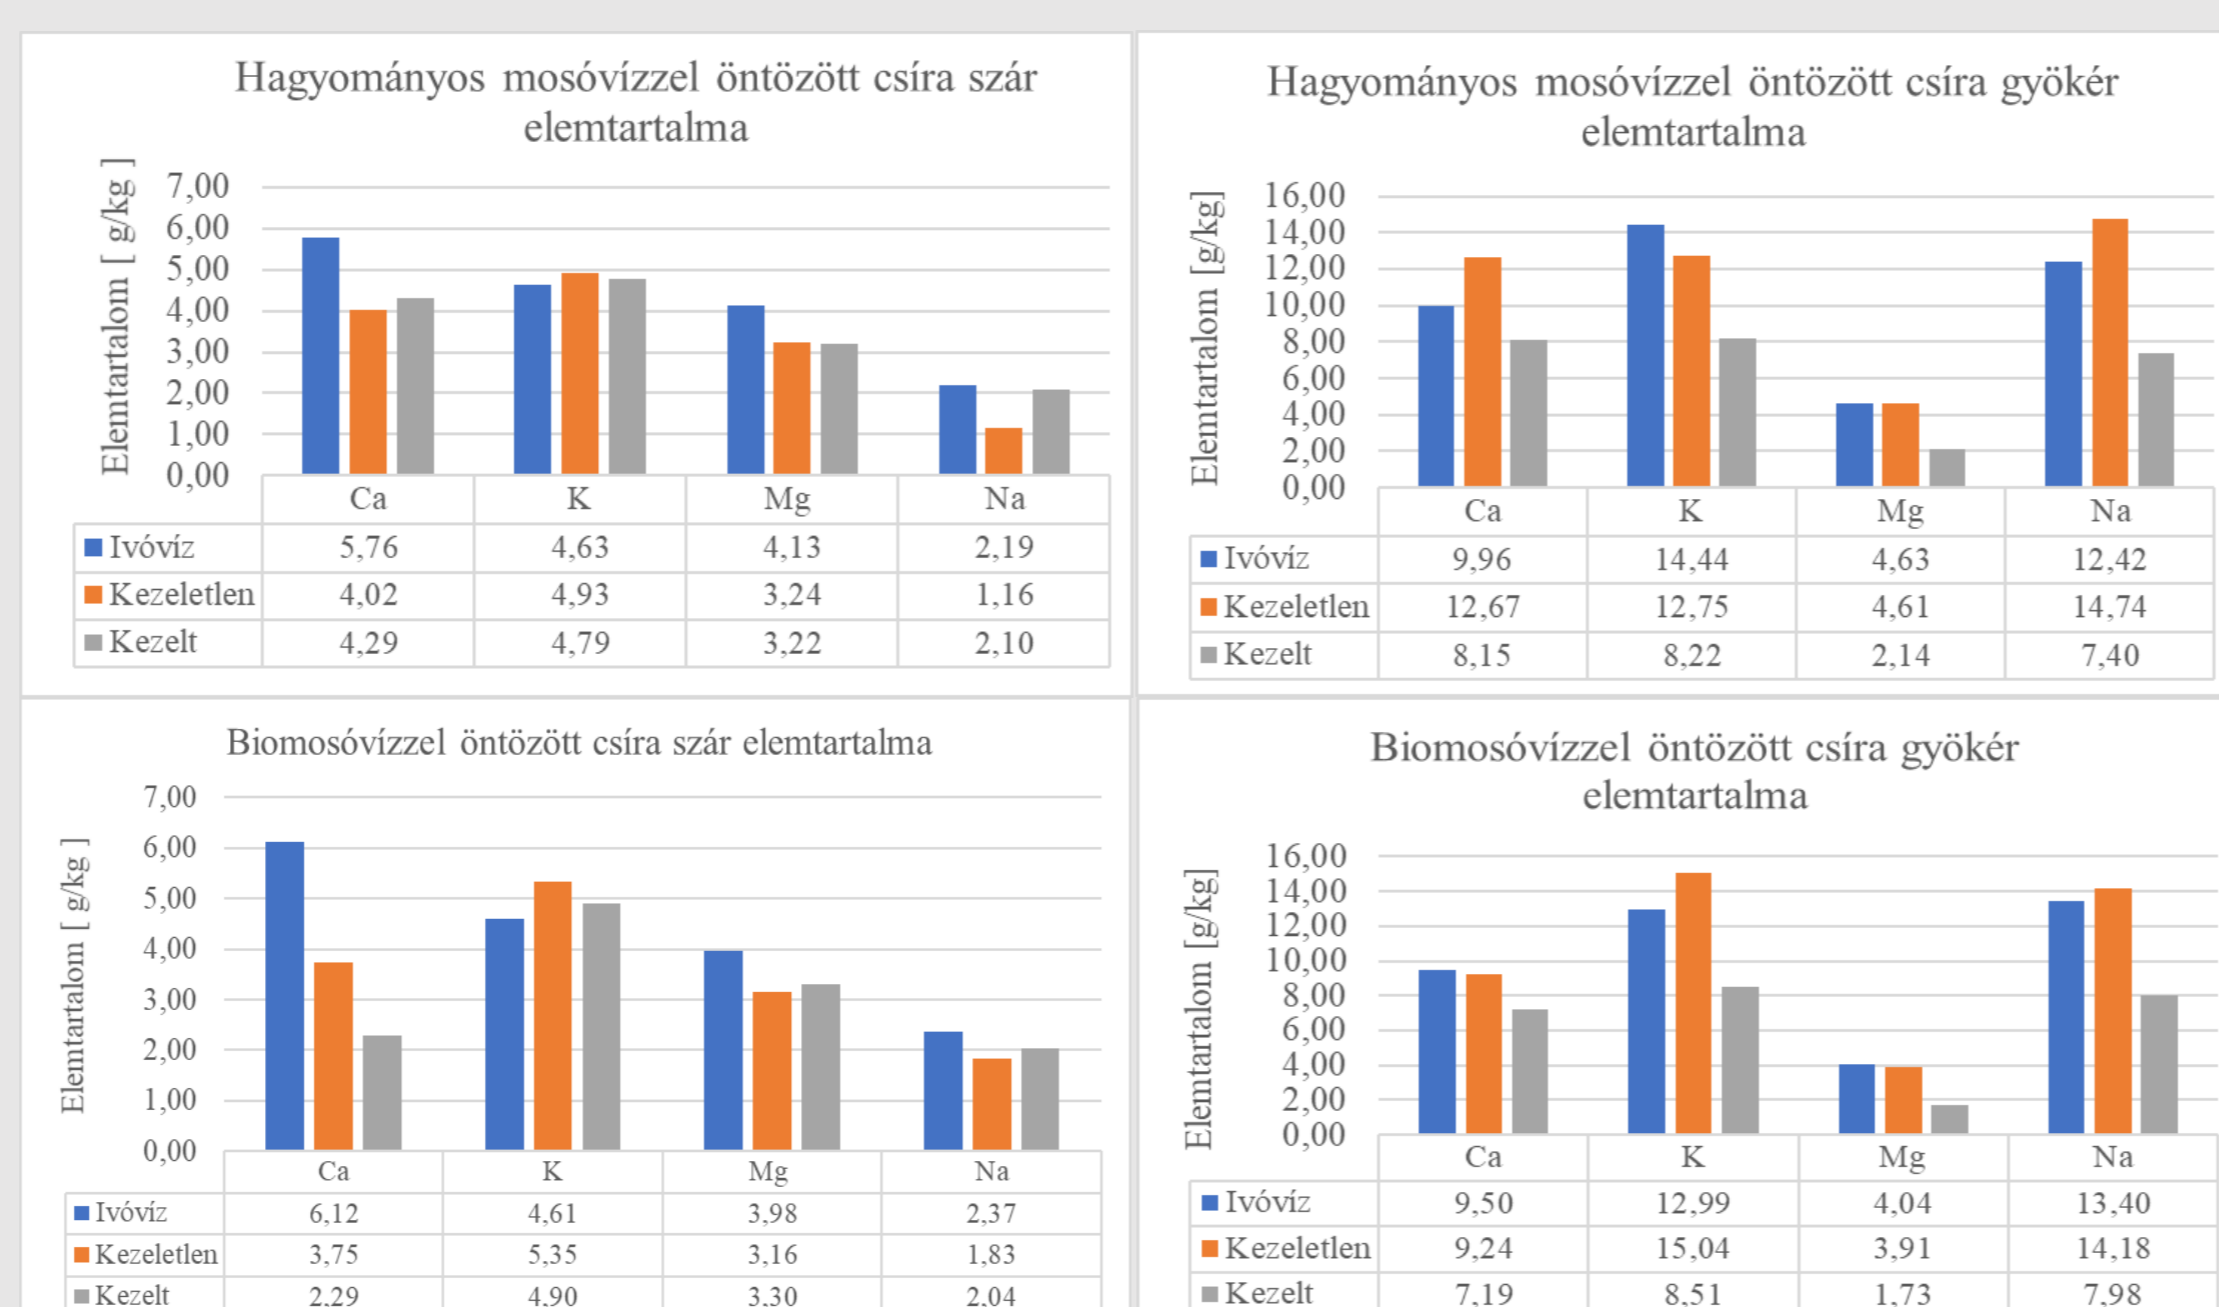 Hagyományos mosóvízzel öntözött csíra szár
elemtartalma
Elemtartalom [ g/kg ]
7,00
6,00
5,00
4,00
3,00
2,00
1,00
0,00
Ca K Mg Na
Ivóvíz 5,76 4,63 4,13 2,19
Kezeletlen 4,02 4,93 3,24 1,16
Kezelt 4,29 4,79 3,22 2,10
Hagyományos mosóvízzel öntözött csíra gyökér
elemtartalma
Elemtartalom [g/kg]
16,00
14,00
12,00
10,00
8,00
6,00
4,00
2,00
0,00
Ca K Mg Na
Ivóvíz 9,96 14,44 4,63 12,42
Kezeletlen 12,67 12,75 4,61 14,74
Kezelt 8,15 8,22 2,14 7,40
Biomosóvízzel öntözött csíra szár elemtartalma
Elemtartalom [ g/kg ]
7,00
6,00
5,00
4,00
3,00
2,00
1,00
0,00
Ca K Mg Na
Ivóvíz 6,12 4,61 3,98 2,37
Kezeletlen 3,75 5,35 3,16 1,83
Kezelt 2,29 4,90 3,30 2,04
Biomosóvízzel öntözött csíra gyökér
elemtartalma
Elemtartalom [g/kg]
16,00
14,00
12,00
10,00
8,00
6,00
4,00
2,00
0,00
Ca K Mg Na
Ivóvíz 9,50 12,99 4,04 13,40
Kezeletlen 9,24 15,04 3,91 14,18
Kezelt 7,19 8,51 1,73 7,98